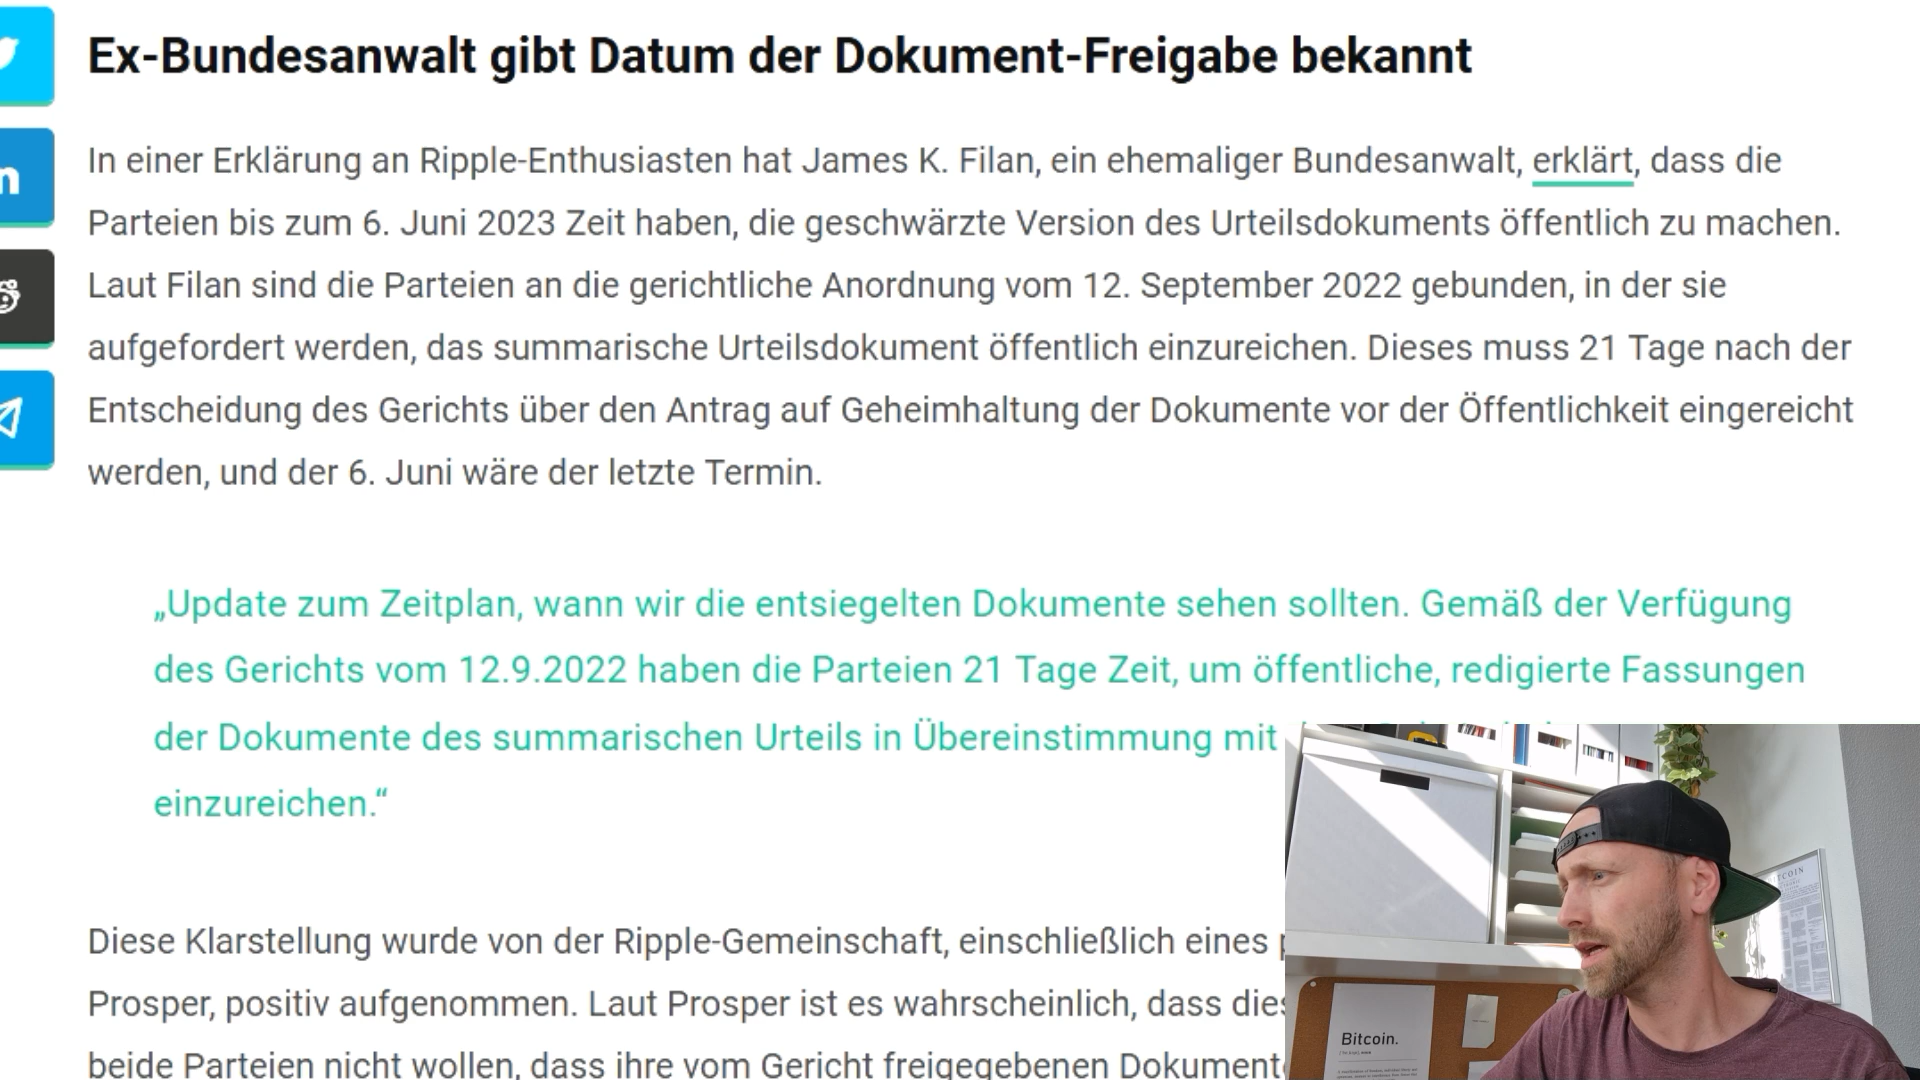 Ex-Bundesanwalt gibt Datum der Dokument-Freigabe bekannt
In einer Erklärung an Ripple-Enthusiasten hat James K. Filan, ein ehemaliger Bundesanwalt, erklärt, dass die
Parteien bis zum 6. Juni 2023 Zeit haben, die geschwärzte Version des Urteilsdokuments öffentlich zu machen.
Laut Filan sind die Parteien an die gerichtliche Anordnung vom 12. September 2022 gebunden, in der sie
aufgefordert werden, das summarische Urteilsdokument öffentlich einzureichen. Dieses muss 21 Tage nach der
Entscheidung des Gerichts über den Antrag auf Geheimhaltung der Dokumente vor der Öffentlichkeit eingereicht
werden, und der 6. Juni wäre der letzte Termin.
„Update zum Zeitplan, wann wir die entsiegelten Dokumente sehen sollten. Gemäß der Verfügung
des Gerichts vom 12.9.2022 haben die Parteien 21 Tage Zeit, um öffentliche, redigierte Fassungen
der Dokumente des summarischen Urteils in Übereinstimmung mit
einzureichen.“
Diese Klarstellung wurde von der Ripple-Gemeinschaft, einschließlich eines
Prosper, positiv aufgenommen. Laut Prosper ist es wahrscheinlich, dass
beide Parteien nicht wollen, dass ihre vom Gericht freigegebenen
Bitcoin.